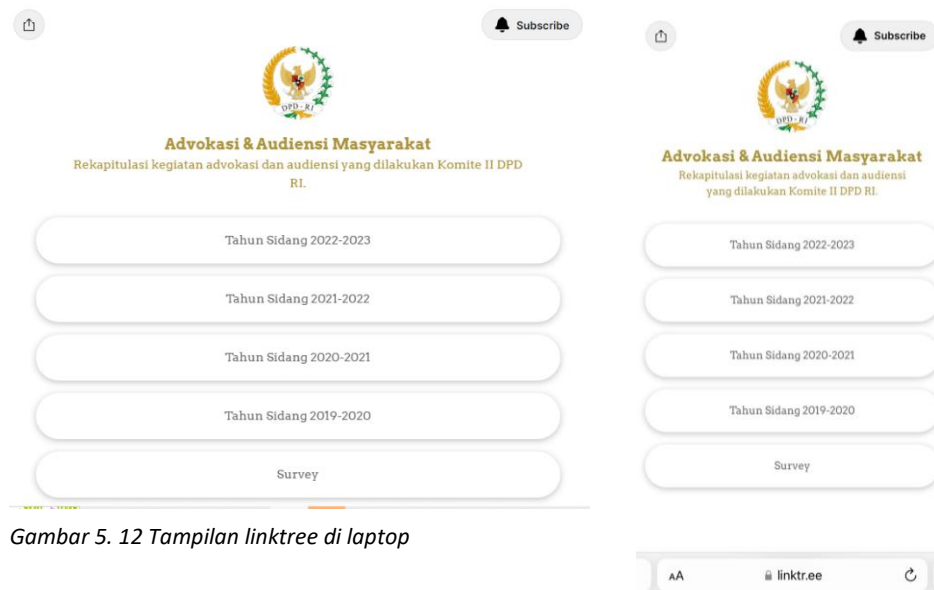 Subscribe
DPD - RI
Advokasi & Audiensi Masyarakat
Rekapitulasi kegiatan advokasi dan audiensi yang dilakukan Komite II DPD
RI.
Tahun Sidang 2022-2023
Tahun Sidang 2021-2022
Tahun Sidang 2020-2021
Tahun Sidang 2019-2020
Survey
Gambar 5. 12 Tampilan linktree di laptop
Subscribe
DPD - RI
Advokasi & Audiensi Masyarakat
Rekapitulasi kegiatan advokasi dan audiensi
yang dilakukan Komite II DPD RI.
Tahun Sidang 2022-2023
Tahun Sidang 2021-2022
Tahun Sidang 2020-2021
Tahun Sidang 2019-2020
Survey
AA linktr.ee